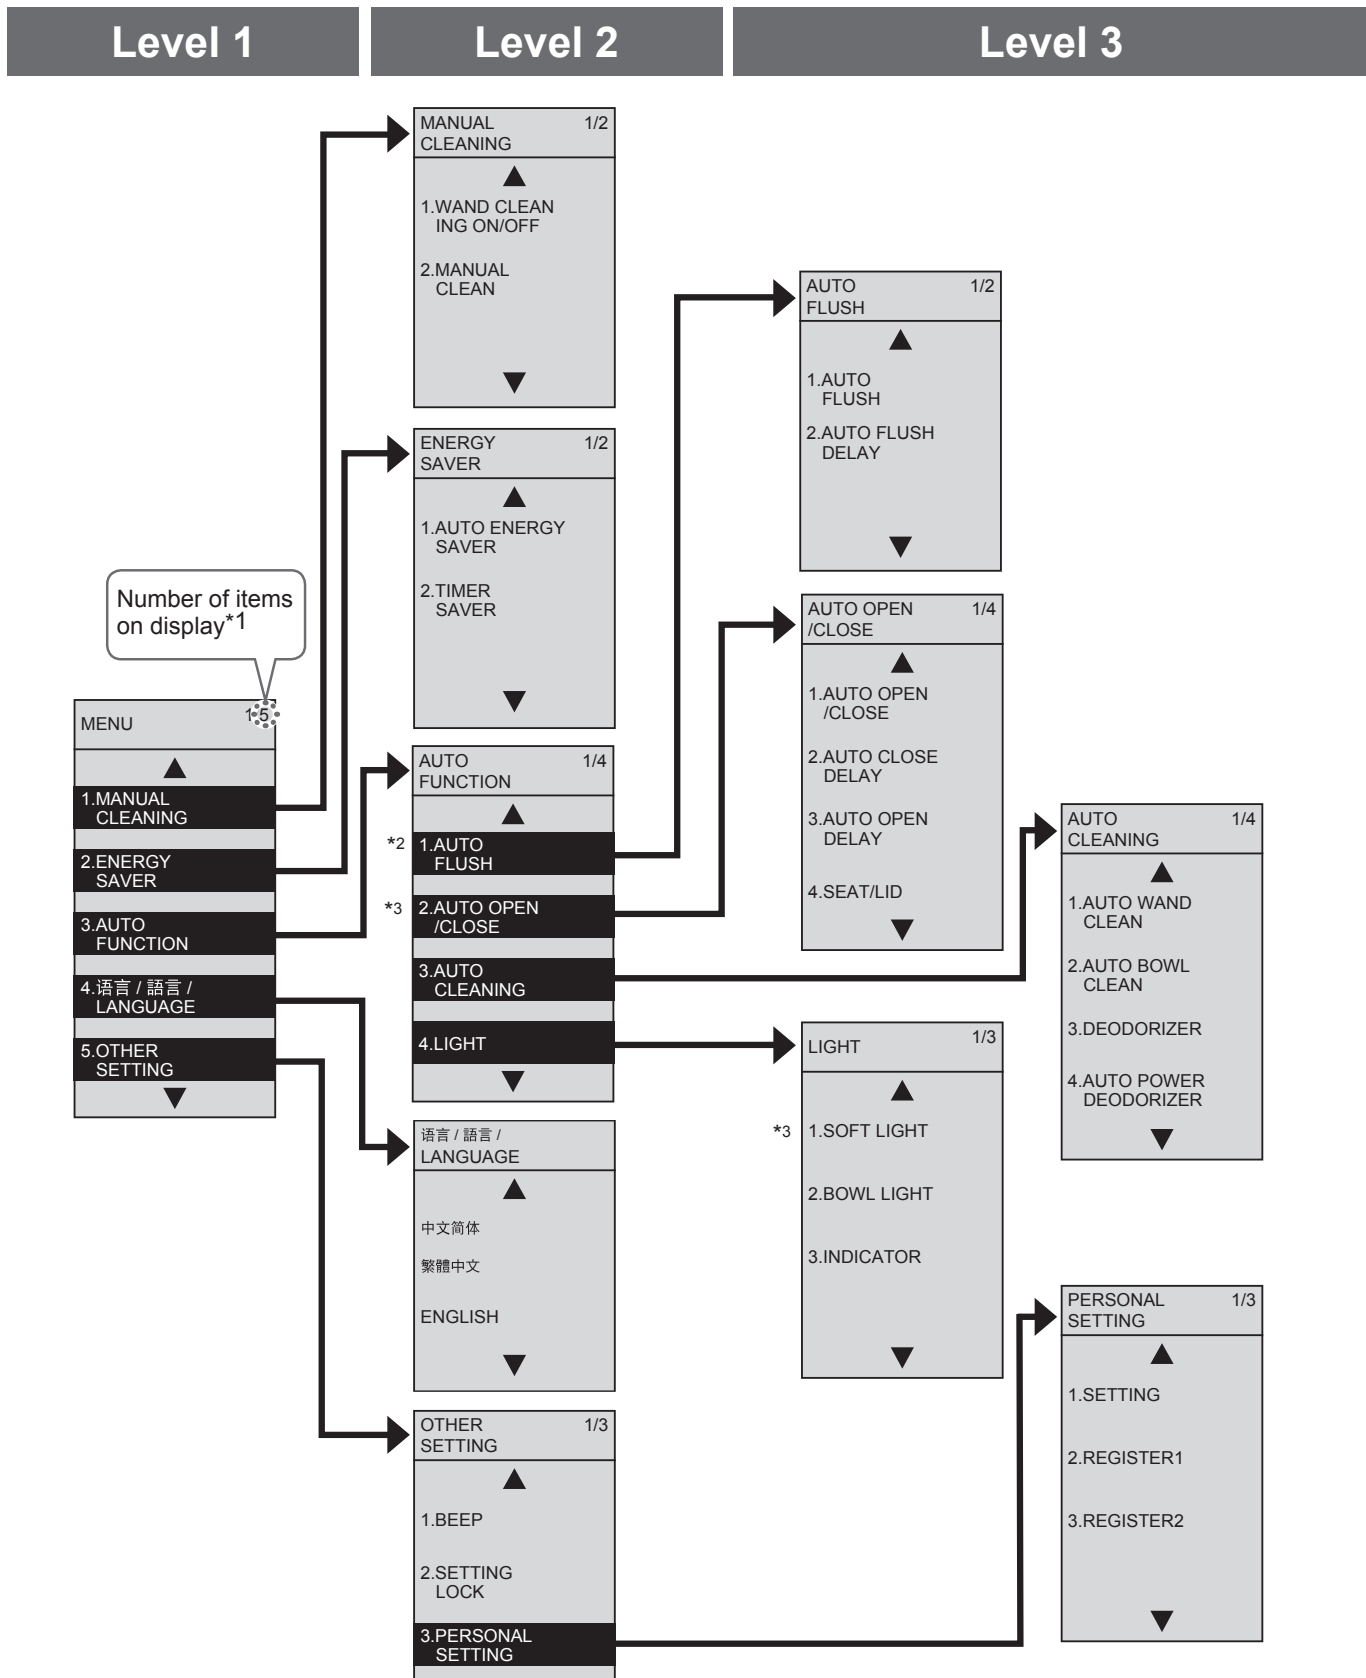 Level 1
Level 2
Level 3
MANUAL 1/2
CLEANING
▲
1.WAND CLEAN
ING ON/OFF
2.MANUAL
CLEAN
▼
ENERGY 1/2
SAVER
▲
1.AUTO ENERGY
SAVER
2.TIMER
SAVER
▼
Number of items
on display*1
MENU 1/5
▲
1.MANUAL
CLEANING
2.ENERGY
SAVER
3.AUTO
FUNCTION
4.语言 / 語言 /
LANGUAGE
5.OTHER
SETTING
▼
AUTO 1/4
FUNCTION
▲
*2 1.AUTO
FLUSH
*3 2.AUTO OPEN
/CLOSE
3.AUTO
CLEANING
4.LIGHT
▼
语言 / 語言 /
LANGUAGE
▲
中文简体
繁體中文
ENGLISH
▼
OTHER 1/3
SETTING
▲
1.BEEP
2.SETTING
LOCK
3.PERSONAL
SETTING
AUTO 1/2
FLUSH
▲
1.AUTO
FLUSH
2.AUTO FLUSH
DELAY
▼
AUTO OPEN 1/4
/CLOSE
▲
1.AUTO OPEN
/CLOSE
2.AUTO CLOSE
DELAY
3.AUTO OPEN
DELAY
4.SEAT/LID
▼
LIGHT 1/3
▲
*3 1.SOFT LIGHT
2.BOWL LIGHT
3.INDICATOR
▼
AUTO 1/4
CLEANING
▲
1.AUTO WAND
CLEAN
2.AUTO BOWL
CLEAN
3.DEODORIZER
4.AUTO POWER
DEODORIZER
▼
PERSONAL 1/3
SETTING
▲
1.SETTING
2.REGISTER1
3.REGISTER2
▼